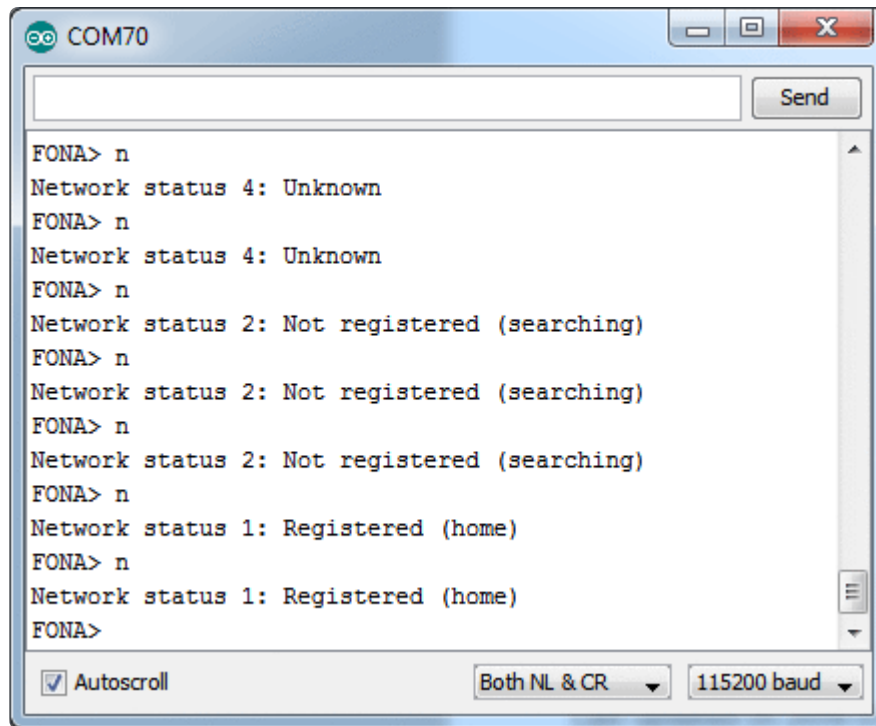 COM70
Send
FONA> n
Network status 4: Unknown
FONA> n
Network status 4: Unknown
FONA> n
Network status 2: Not registered (searching)
FONA> n
Network status 2: Not registered (searching)
FONA> n
Network status 2: Not registered (searching)
FONA> n
Network status 1: Registered (home)
FONA> n
Network status 1: Registered (home)
FONA>
Autoscroll Both NL & CR 115200 baud